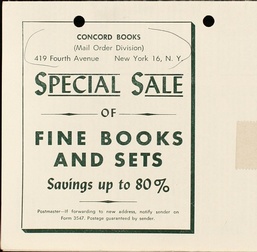 CONCORD BOOKS
(Mail Order Division)
419 Fourth Avenue New York 16, N. Y.
SPECIAL SALE
OF
FINE BOOKS
AND SETS
Savings up to 80%
Postmaster—If forwarding to new address, notify sender on
Form 3547. Postage guaranteed by sender.